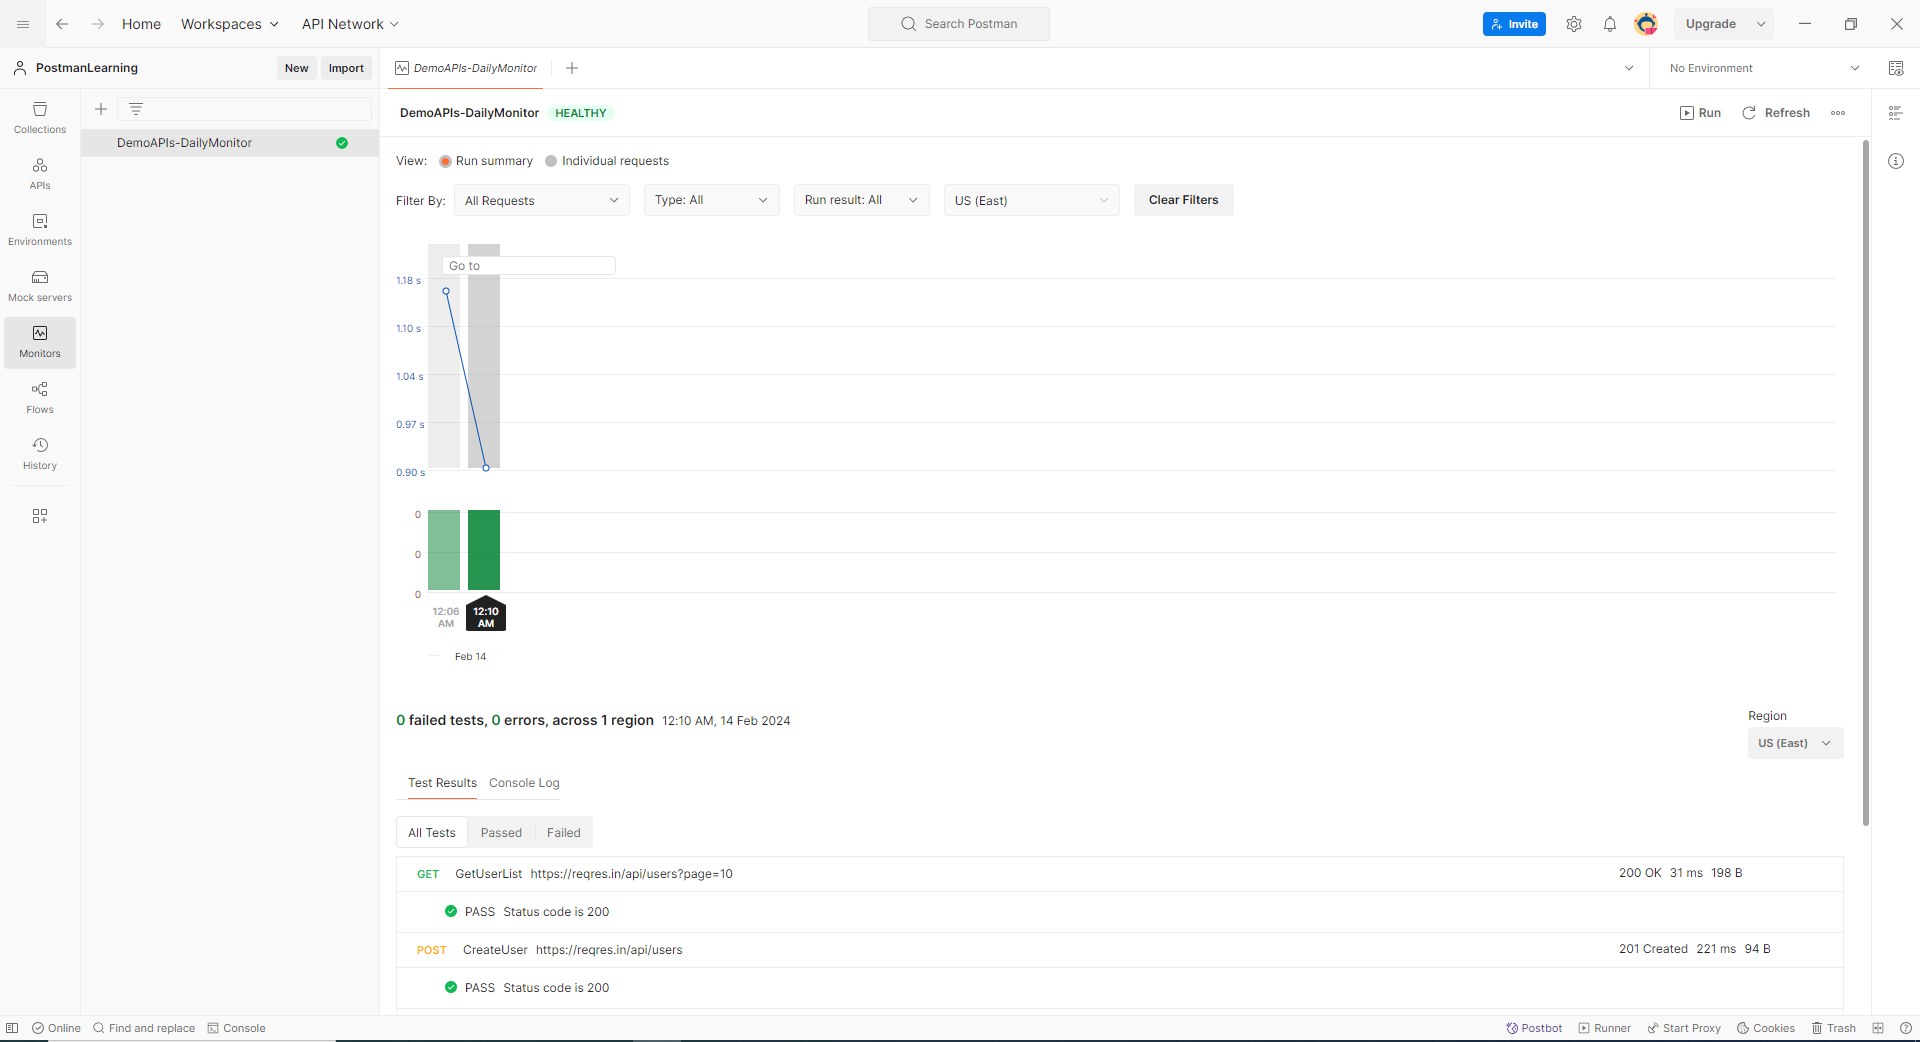 Home Workspaces API Network Search Postman Invite Upgrade
PostmanLearning New Import DemoAPIs-DailyMonitor No Environment
Collections
APIs
Environments
Mock servers
Monitors
Flows
History
DemoAPIs-DailyMonitor
DemoAPIs-DailyMonitor HEALTHY Run Refresh
View: Run summary Individual requests
Filter By: All Requests Type: All Run result: All US (East) Clear Filters
Go to
1.18 s
1.10 s
1.04 s
0.97 s
0.90 s
0
0
0
12:06 AM
12:10 AM
Feb 14
0 failed tests, 0 errors, across 1 region 12:10 AM, 14 Feb 2024
Region
US (East)
Test Results Console Log
All Tests Passed Failed
GET GetUserList https://reqres.in/api/users?page=10 200 OK 31 ms 198 B
PASS Status code is 200
POST CreateUser https://reqres.in/api/users 201 Created 221 ms 94 B
PASS Status code is 200
Online Find and replace Console Postbot Runner Start Proxy Cookies Trash